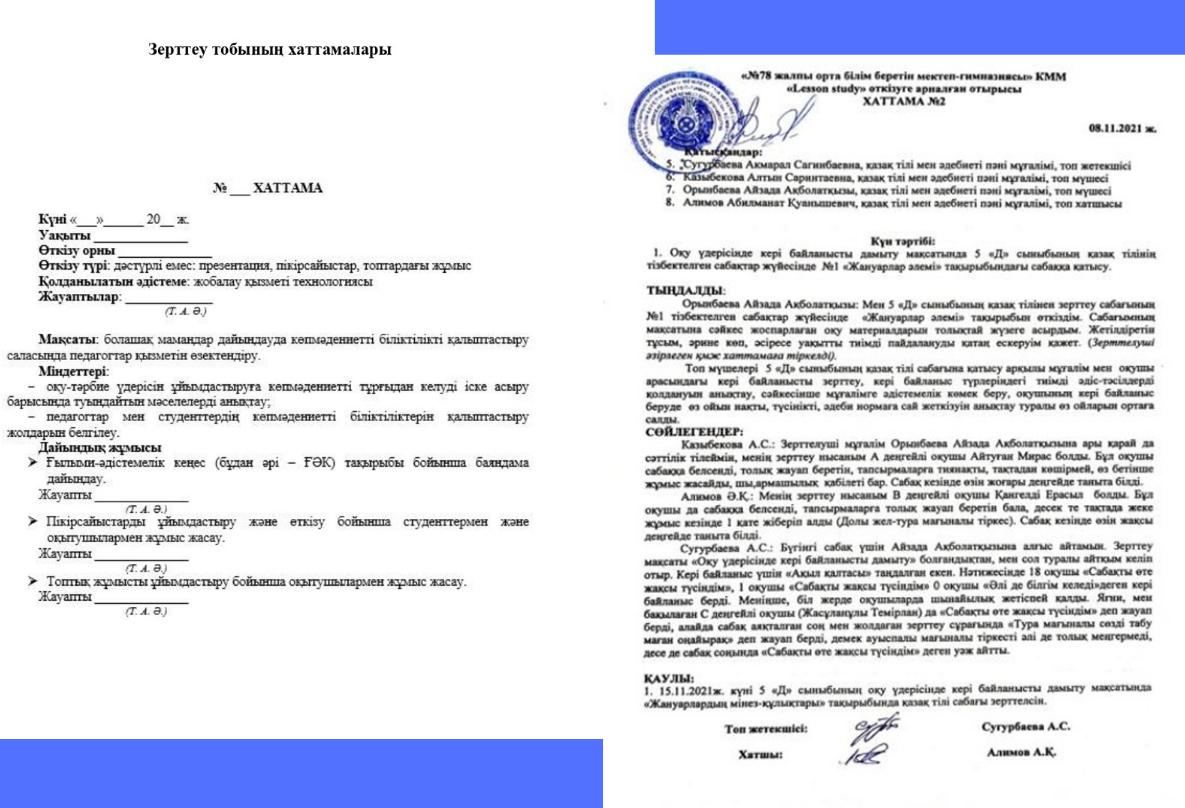 Зерттеу тобының хаттамалары
№ ___ ХАТТАМА
Күні «___»______ 20__ ж.
Уақыты ______________
Өткізу орны ______________
Өткізу түрі: дәстүрлі емес: презентация, пікірсайыстар, топтардағы жұмыс
Қолданылатын әдістеме: жобалау қызметі технологиясы
Жауаптылар: _____________
(Т. А. Ә.)
Мақсаты: болашақ мамандар дайындауда көпмәдениетті біліктілікті қалыптастыру
саласында педагогтар қызметін өзектендіру.
Міндеттері:
− оқу-тәрбие үдерісін ұйымдастыруға көпмәдениетті тұрғыдан келуді іске асыру
барысында туындайтын мәселелерді анықтау;
− педагогтар мен студенттердің көпмәдениетті біліктіліктерін қалыптастыру
жолдарын белгілеу.
Дайындық жұмысы
➤ Ғылыми-әдістемелік кеңес (бұдан әрі – ҒӘК) тақырыбы бойынша баяндама
дайындау.
Жауапты ______________
(Т. А. Ә.)
➤ Пікірсайыстарды ұйымдастыру және өткізу бойынша студенттермен және
оқытушылармен жұмыс жасау.
Жауапты ______________
(Т. А. Ә.)
➤ Топтық жұмысты ұйымдастыру бойынша оқытушылармен жұмыс жасау.
Жауапты ______________
(Т. А. Ә.)
«№78 жалпы орта білім беретін мектеп-гимназиясы» КММ
«Lesson study» өткізуге арналған отырысы
ХАТТАМА №2
08.11.2021 ж.
Қатысқандар:
5. Сугурбаева Акмарал Сагинбаевна, қазақ тілі мен әдебиеті пәні мұғалімі, топ жетекшісі
6. Казыбекова Алтын Саринтаевна, қазақ тілі мен әдебиеті пәні мұғалімі, топ мүшесі
7. Орынбаева Айзада Ақболатқызы, қазақ тілі мен әдебиеті пәні мұғалімі, топ мүшесі
8. Алимов Абилманат Қуанышевич, қазақ тілі мен әдебиеті пәні мұғалімі, топ хатшысы
Күн тәртібі:
1. Оқу үдерісінде кері байланысты дамыту мақсатында 5 «Д» сыныбының қазақ тілінің
тізбектелген сабақтар жүйесінде №1 «Жануарлар әлемі» тақырыбындағы сабаққа қатысу.
ТЫҢДАЛДЫ:
Орынбаева Айзада Ақболатқызы: Мен 5 «Д» сыныбының қазақ тілінен зерттеу сабағының
№1 тізбектелген сабақтар жүйесінде «Жануарлар әлемі» тақырыбын өткіздім. Сабағымның
мақсатына сәйкес жоспарлаған оқу материалдарын толықтай жүзеге асырдым. Жетілдіретін
тұсым, әрине көп, әсіресе уақытты тиімді пайдалануды қатаң ескеруім қажет. (Зерттелуші
әзірлеген қмж хаттамаға тіркелді).
Топ мүшелері 5 «Д» сыныбының қазақ тілі сабағына қатысу арқылы мұғалім мен оқушы
арасындағы кері байланысты зерттеу, кері байланыс түрлеріндегі тиімді әдіс-тәсілдерді
қолдануын анықтау, сәйкесінше мұғалімге әдістемелік көмек беру, оқушының кері байланыс
беруде өз ойын нақты, түсінікті, әдеби нормаға сай жеткізуін анықтау туралы өз ойларын ортаға
салды.
СӨЙЛЕГЕНДЕР:
Казыбекова А.С.: Зерттелуші мұғалім Орынбаева Айзада Ақболатқызына ары қарай да
сәттілік тілеймін, менің зерттеу нысаным А деңгейлі оқушы Айтуған Мирас болды. Бұл оқушы
сабаққа белсенді, толық жауап беретін, тапсырмаларға тиянақты, тақтадан көшірмей, өз бетінше
жұмыс жасайды, шы,армашылық қабілеті бар. Сабақ кезінде өзін жоғары деңгейде таныта білді.
Алимов Ә.Қ.: Менің зерттеу нысаным В деңгейлі оқушы Қангелді Ерасыл болды. Бұл
оқушы да сабаққа белсенді, тапсырмаларға толық жауап беретін бала, десек те тақтада жеке
жұмыс кезінде 1 қате жіберіп алды (Долы жел-тура мағыналы тіркес). Сабақ кезінде өзін жақсы
деңгейде таныта білді.
Сугурбаева А.С.: Бүгінгі сабақ үшін Айзада Ақболатқызына алғыс айтамын. Зерттеу
мақсаты «Оқу үдерісінде кері байланысты дамыту» болғандықтан, мен сол туралы айтқым келіп
отыр. Кері байланыс үшін «Ақыл қалтасы» таңдалған екен. Нәтижесінде 18 оқушы «Сабақты өте
жақсы түсіндім», 1 оқушы «Сабақты жақсы түсіндім» 0 оқушы «Әлі де білгім келеді»деген кері
байланыс берді. Меніңше, біл жерде оқушыларда шынайылық жетіспей қалды. Яғни, мен
бақылаған С деңгейлі оқушы (Жасұланұлы Темірлан) да «Сабақты өте жақсы түсіндім» деп жауап
берді, алайда сабақ аяқталған соң мен жолдаған зерттеу сұрағында «Тура мағыналы сөзді табу
маған оңайырақ» деп жауап берді, демек ауыспалы мағыналы тіркесті әлі де толық меңгермеді,
десе де сабақ соңында «Сабақты өте жақсы түсіндім» деген уәж айтты.
ҚАУЛЫ:
1. 15.11.2021ж. күні 5 «Д» сыныбының оқу үдерісінде кері байланысты дамыту мақсатында
«Жануарлардың мінез-құлықтары» тақырыбында қазақ тілі сабағы зерттелсін.
Топ жетекшісі: Сугурбаева А.С.
Хатшы: Алимов А.Қ.